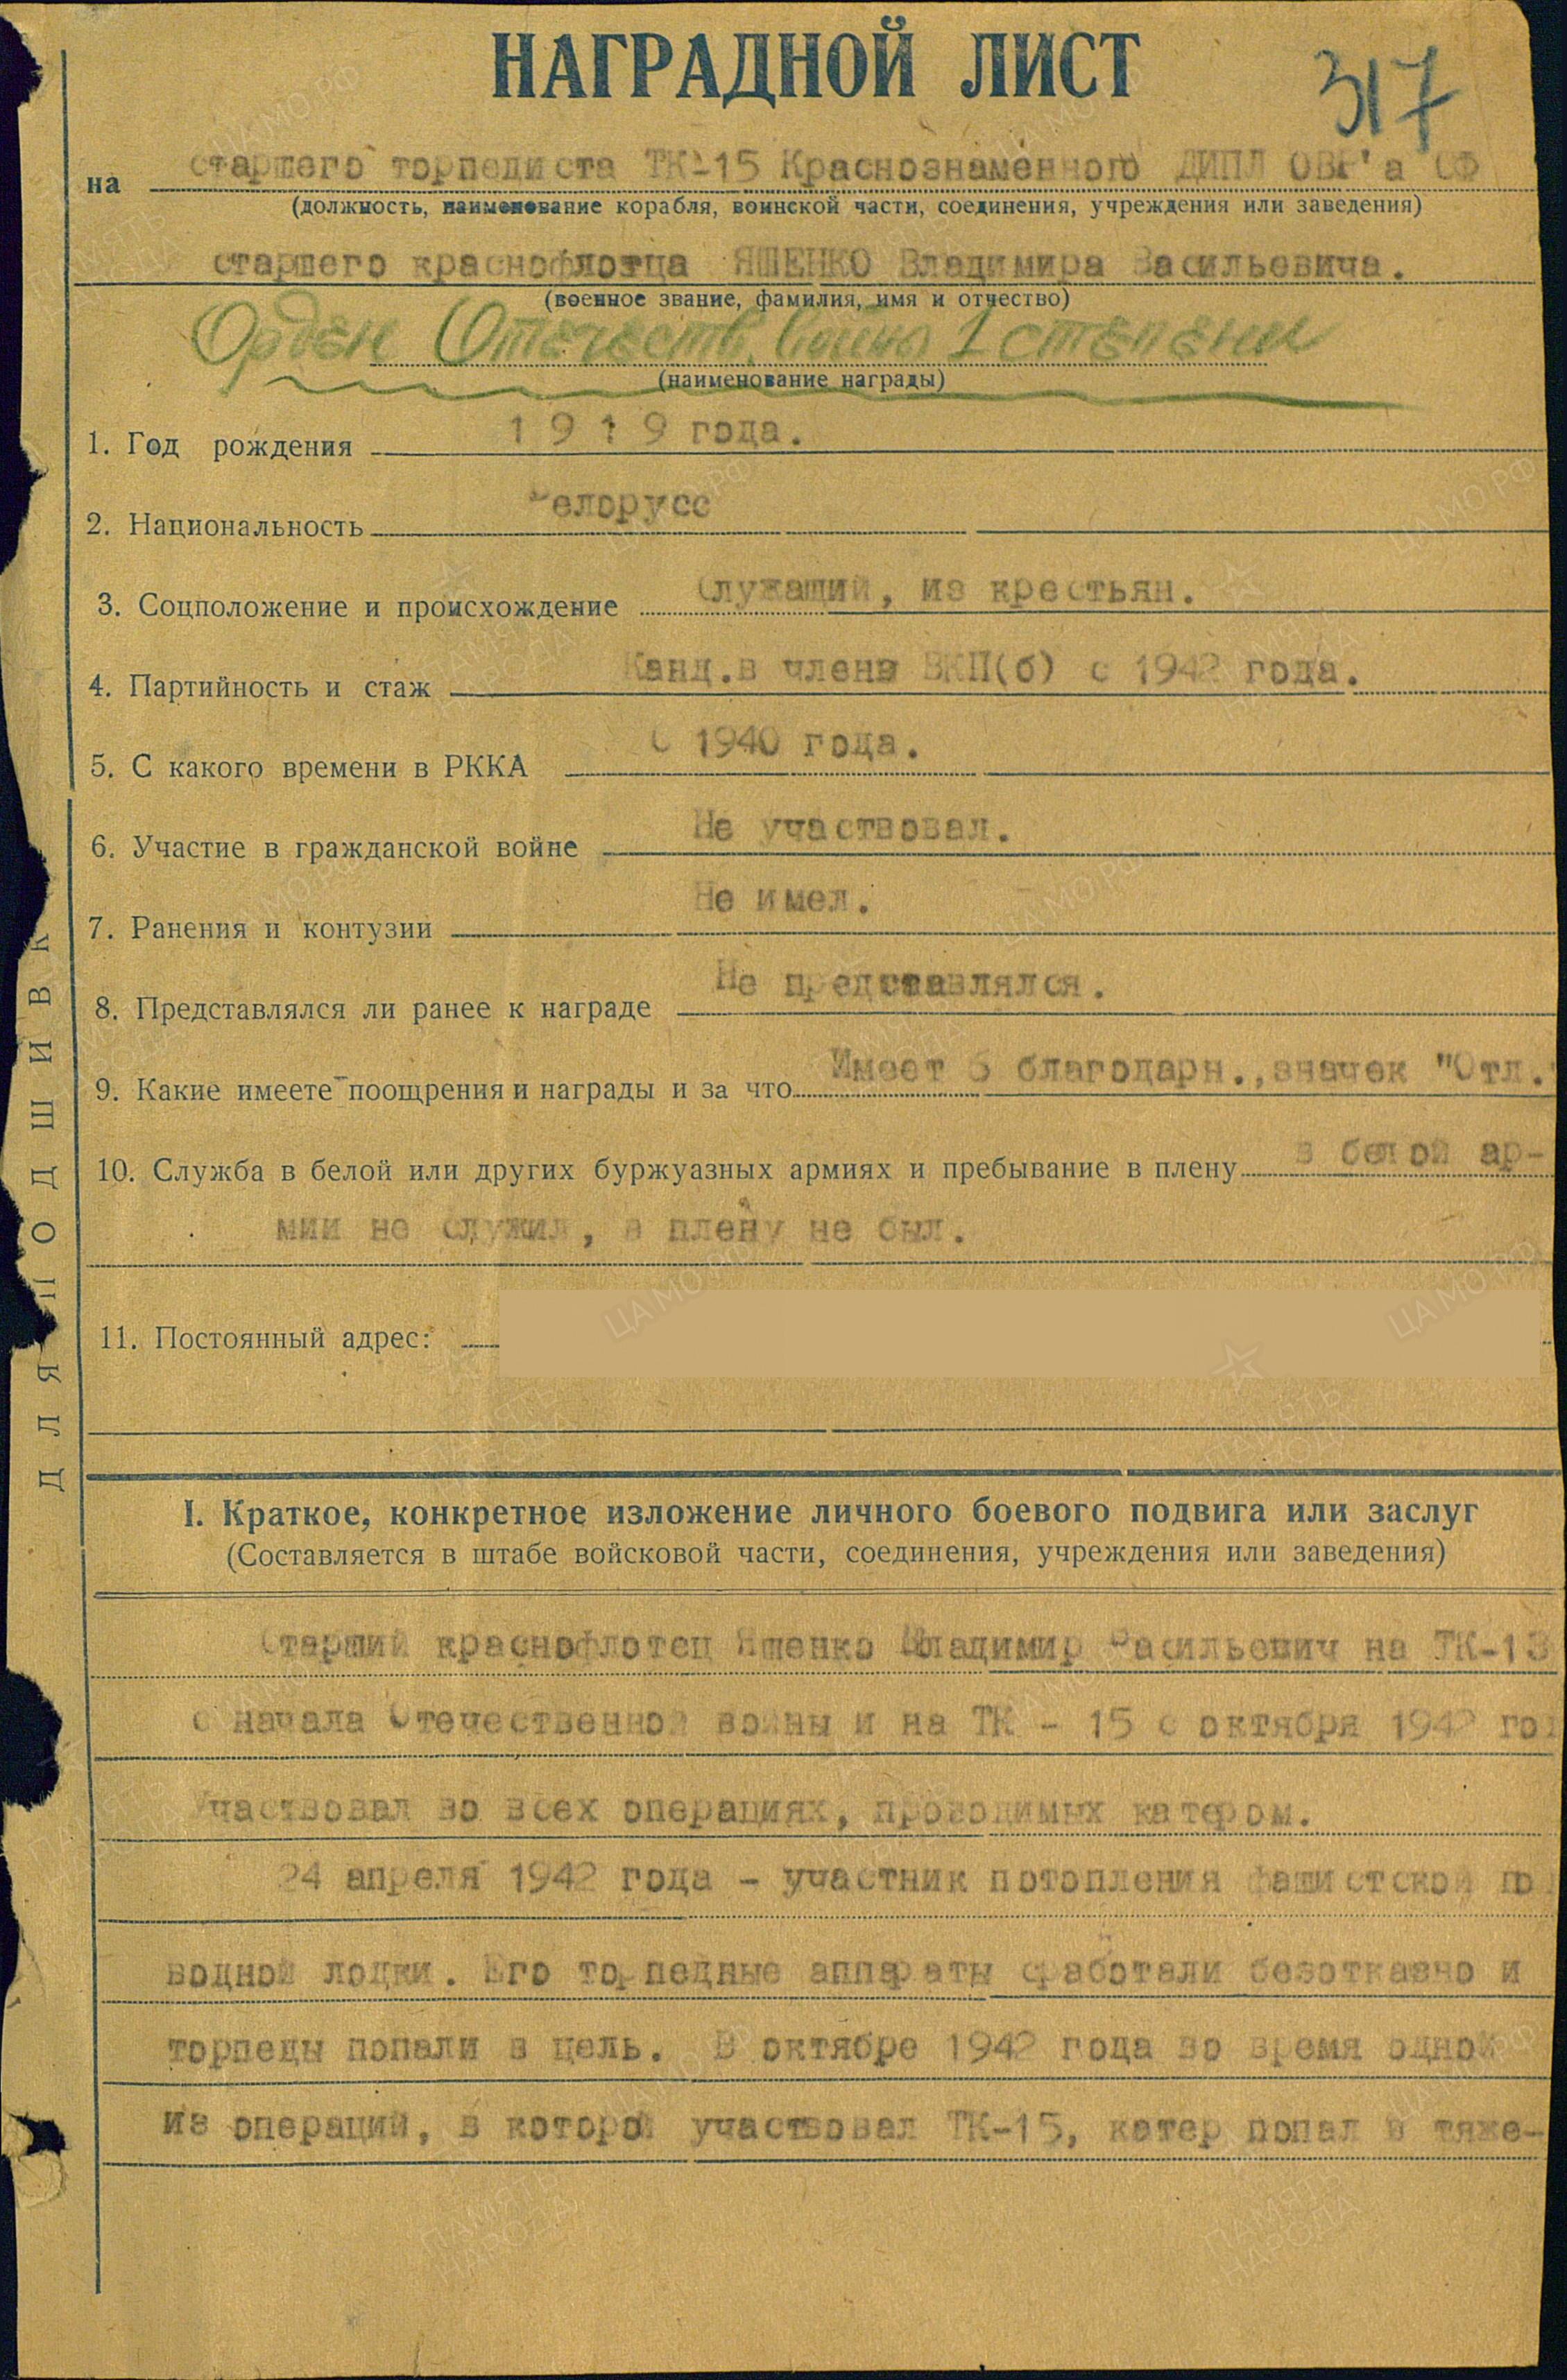 НАГРАДНОЙ ЛИСТ
317
на старшего торпедиста ТК-15 Краснознаменного ДИПЛ ОВР'а СФ
(должность, наименование корабля, воинской части, соединения, учреждения или заведения)
старшего краснофлотца ЯШЕНКО Владимира Васильевича.
(военное звание, фамилия, имя и отчество)
Орден Отечеств. войны 1 степени
(наименование награды)
1. Год рождения 1919 года.
2. Национальность Белорусс
3. Соцположение и происхождение Служащий, из крестьян.
4. Партийность и стаж Канд.в члены ВКП(б) с 1942 года.
5. С какого времени в РККА С 1940 года.
6. Участие в гражданской войне Не участвовал.
7. Ранения и контузии Не имел.
8. Представлялся ли ранее к награде Не представлялся.
9. Какие имеете поощрения и награды и за что Имеет 5 благодарн.,значек "Отл.
10. Служба в белой или других буржуазных армиях и пребывание в плену в белой ар-
мии не служил, в плену не был.
11. Постоянный адрес:
ДЛЯ ПОДШИВК
I. Краткое, конкретное изложение личного боевого подвига или заслуг
(Составляется в штабе войсковой части, соединения, учреждения или заведения)
Старший краснофлотец Яшенко Владимир Васильевич на ТК-13
с начала Отечественной войны и на ТК - 15 с октября 1942 год
Участвовал во всех операциях, проводимых катером.
24 апреля 1942 года - участник потопления фашистской по
водной лодки. Его торпедные аппараты сработали безотказно и
торпеды попали в цель. В октябре 1942 года во время одной
из операций, в которой участвовал ТК-15, катер попал в тяже-